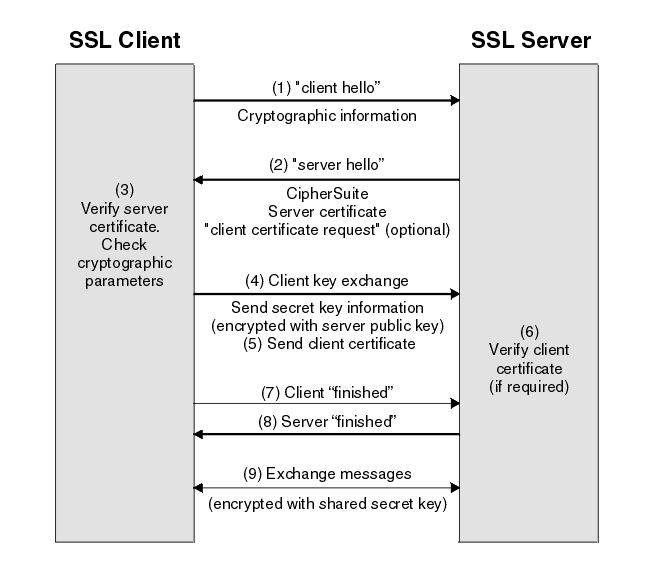 SSL Client
SSL Server
(1) "client hello”
Cryptographic information
(2) "server hello”
CipherSuite
Server certificate
"client certificate request" (optional)
(3)
Verify server
certificate.
Check
cryptographic
parameters
(4) Client key exchange
Send secret key information
(encrypted with server public key)
(5) Send client certificate
(6)
Verify client
certificate
(if required)
(7) Client “finished”
(8) Server “finished”
(9) Exchange messages
(encrypted with shared secret key)